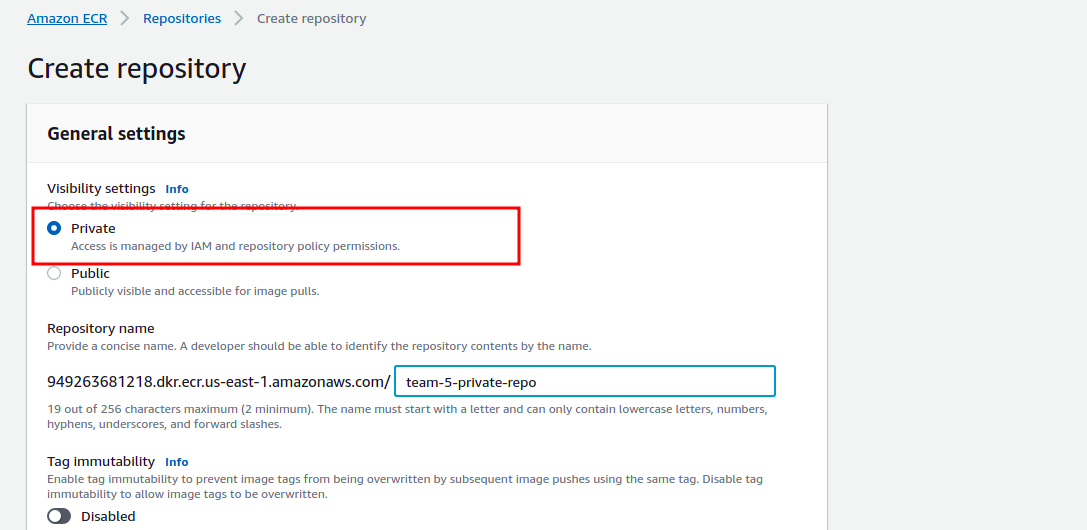 Amazon ECR > Repositories > Create repository
Create repository
General settings
Visibility settings Info
Choose the visibility setting for the repository.
Private
Access is managed by IAM and repository policy permissions.
Public
Publicly visible and accessible for image pulls.
Repository name
Provide a concise name. A developer should be able to identify the repository contents by the name.
949263681218.dkr.ecr.us-east-1.amazonaws.com/ team-5-private-repo
19 out of 256 characters maximum (2 minimum). The name must start with a letter and can only contain lowercase letters, numbers,
hyphens, underscores, and forward slashes.
Tag immutability Info
Enable tag immutability to prevent image tags from being overwritten by subsequent image pushes using the same tag. Disable tag
immutability to allow image tags to be overwritten.
Disabled